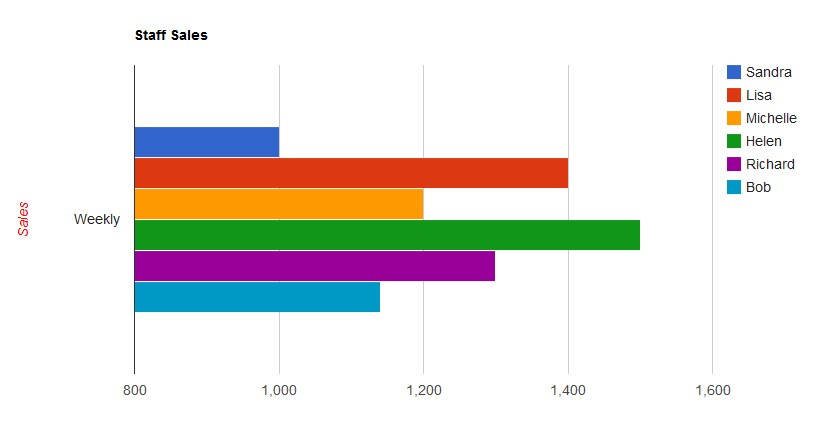 Staff Sales
Sandra
Lisa
Michelle
Helen
Richard
Bob
Sales
Weekly
800 1,000 1,200 1,400 1,600